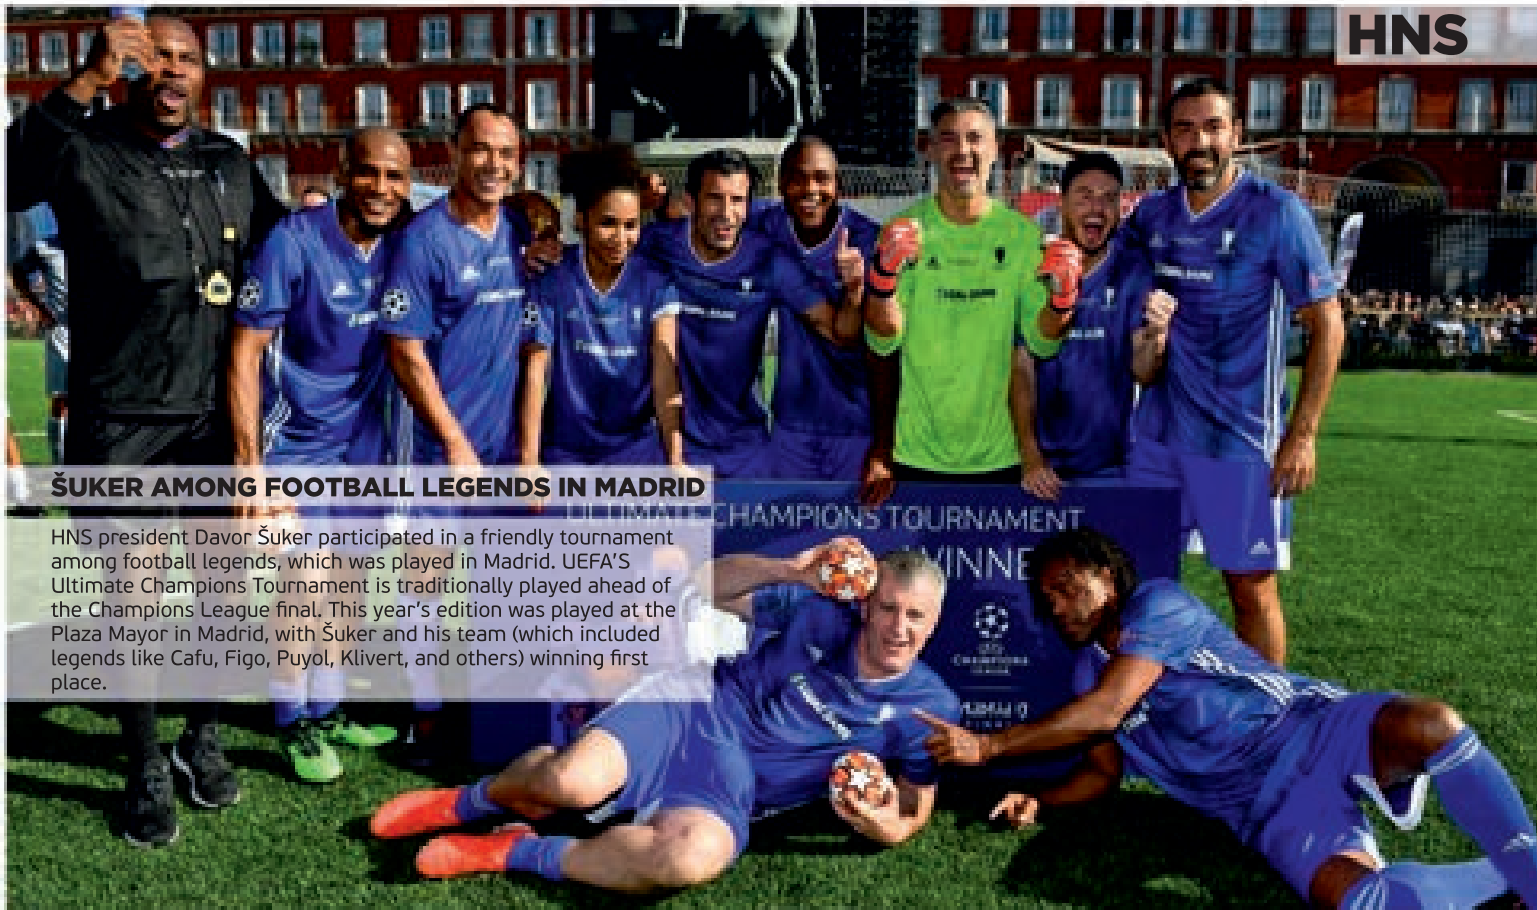 HNS
ŠUKER AMONG FOOTBALL LEGENDS IN MADRID
HNS president Davor Šuker participated in a friendly tournament
among football legends, which was played in Madrid. UEFA’S
Ultimate Champions Tournament is traditionally played ahead of
the Champions League final. This year’s edition was played at the
Plaza Mayor in Madrid, with Šuker and his team (which included
legends like Cafu, Figo, Puyol, Klivert, and others) winning first
place.
ULTIMATE CHAMPIONS TOURNAMENT
CHAMPIONS
LEAGUE